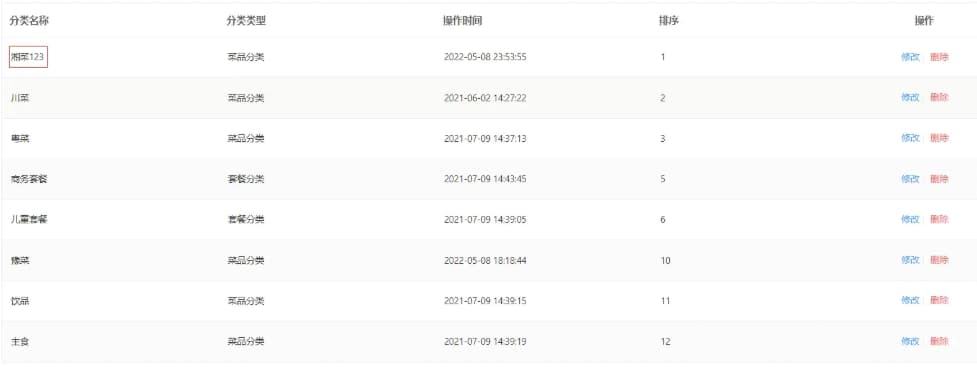 分类名称 分类类型 操作时间 排序 操作
湘菜123 菜品分类 2022-05-08 23:53:55 1 修改 删除
川菜 菜品分类 2021-06-02 14:27:22 2 修改 删除
粤菜 菜品分类 2021-07-09 14:37:13 3 修改 删除
商务套餐 套餐分类 2021-07-09 14:43:45 5 修改 删除
儿童套餐 套餐分类 2021-07-09 14:39:05 6 修改 删除
豫菜 菜品分类 2022-05-08 18:18:44 10 修改 删除
饮品 菜品分类 2021-07-09 14:39:15 11 修改 删除
主食 菜品分类 2021-07-09 14:39:19 12 修改 删除